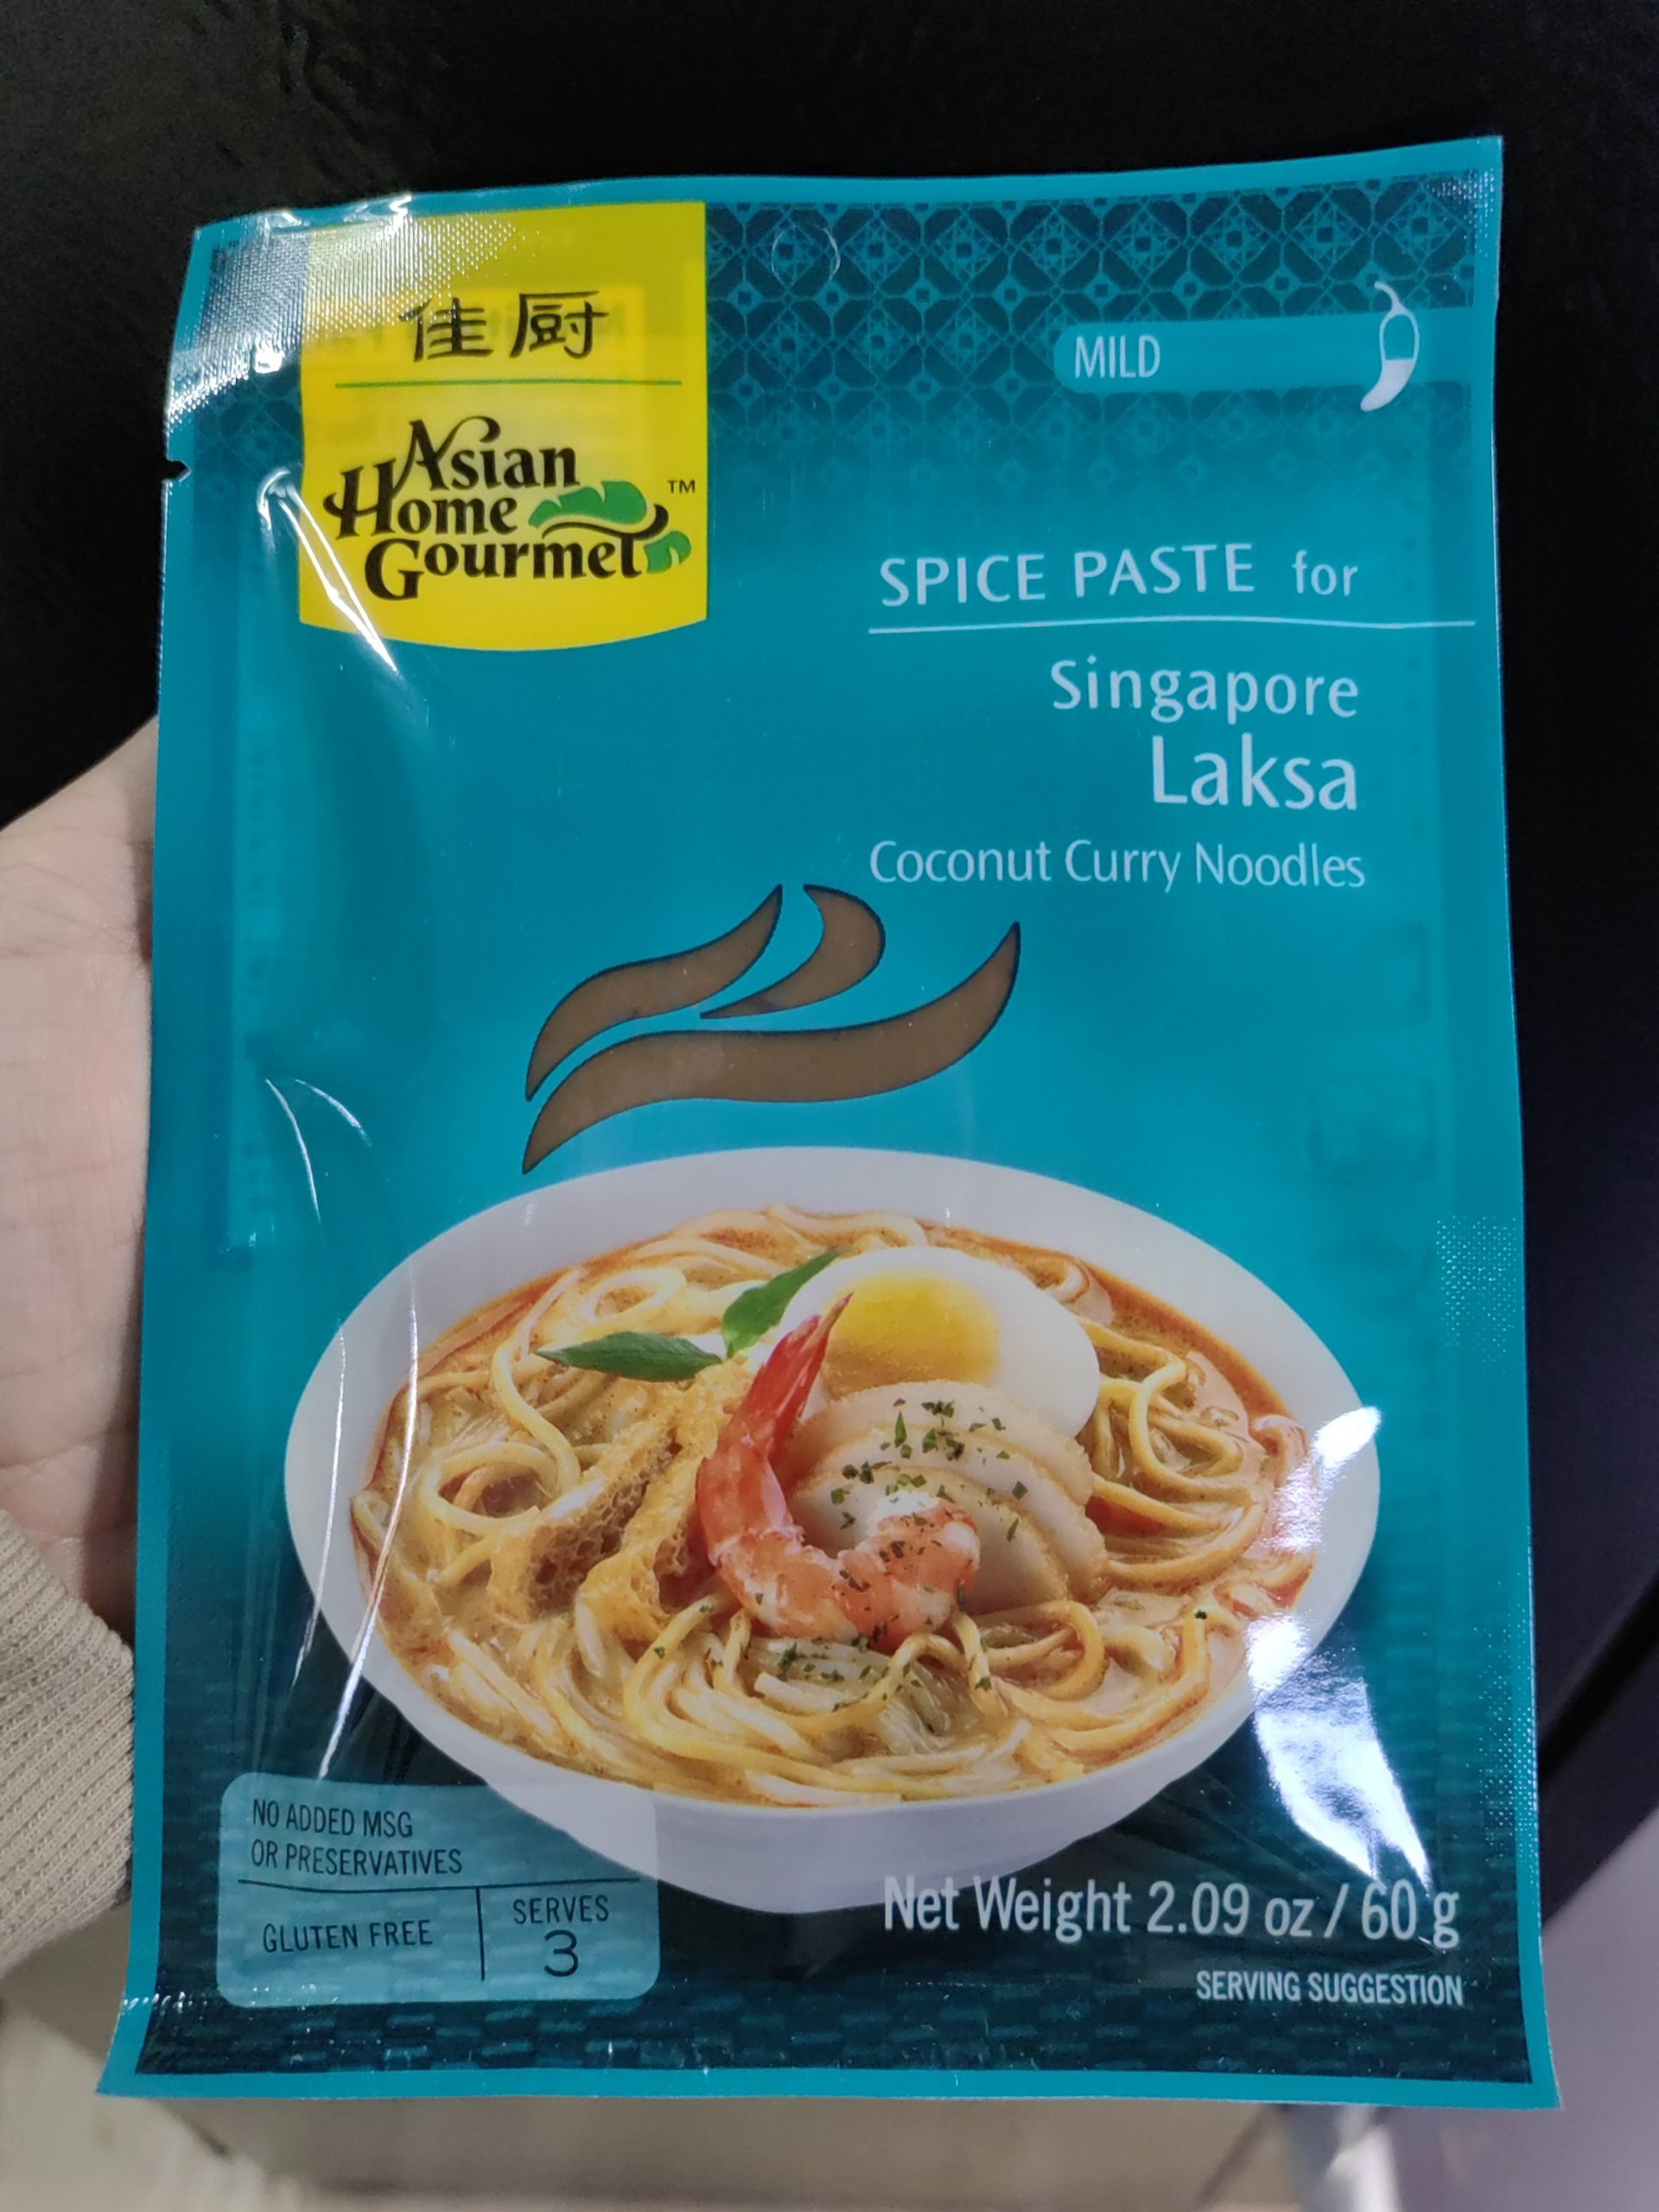 佳厨
Asian
Home
Gourmet
TM
MILD
SPICE PASTE for
Singapore
Laksa
Coconut Curry Noodles
NO ADDED MSG
OR PRESERVATIVES
GLUTEN FREE
SERVES
3
Net Weight 2.09 oz / 60 g
SERVING SUGGESTION